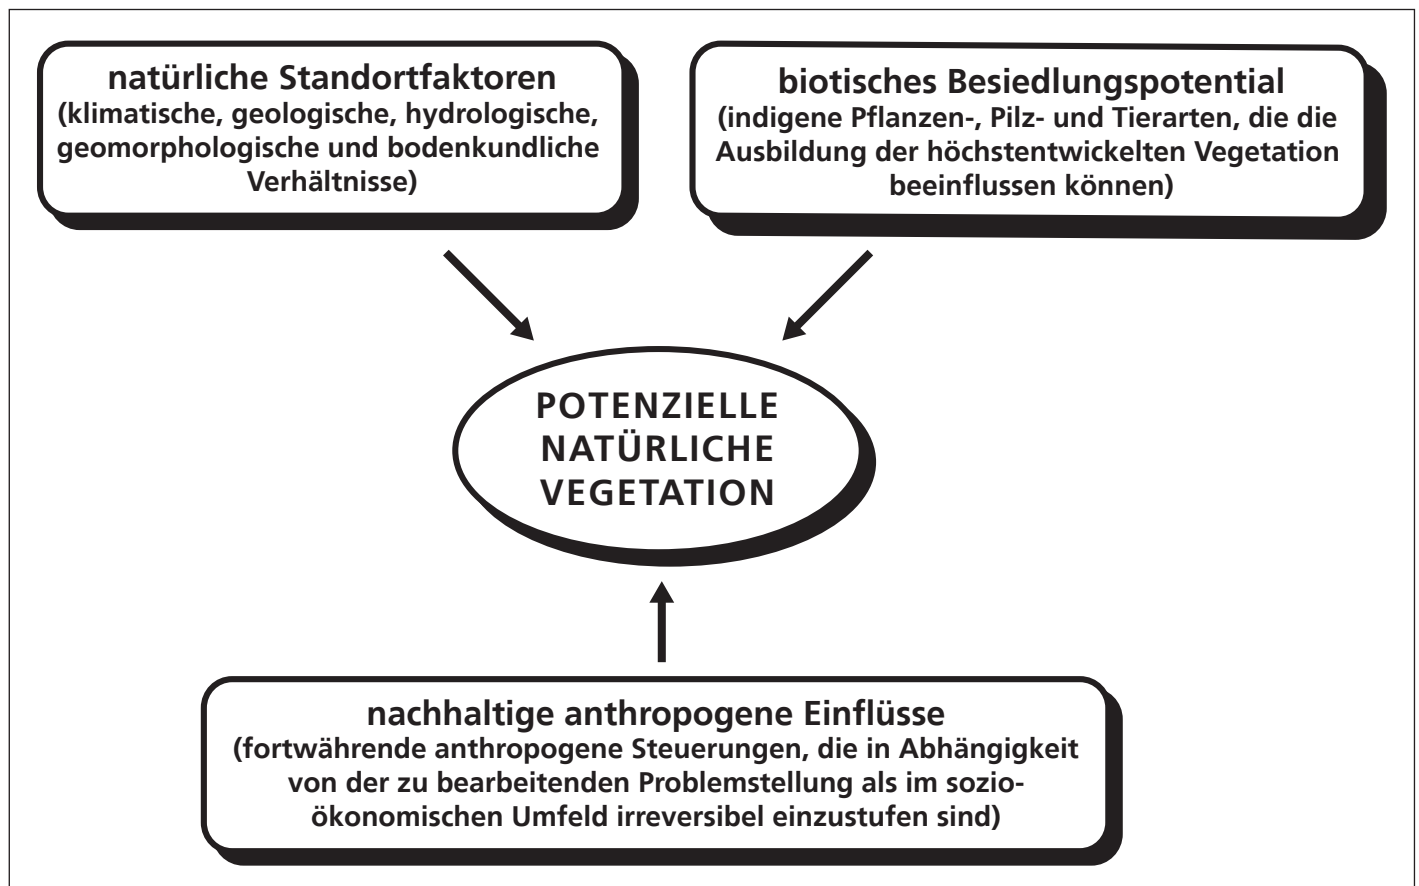 natürliche Standortfaktoren
(klimatische, geologische, hydrologische,
geomorphologische und bodenkundliche
Verhältnisse)
biotisches Besiedlungspotential
(indigene Pflanzen-, Pilz- und Tierarten, die die
Ausbildung der höchstentwickelten Vegetation
beeinflussen können)
POTENZIELLE
NATÜRLICHE
VEGETATION
nachhaltige anthropogene Einflüsse
(fortwährende anthropogene Steuerungen, die in Abhängigkeit
von der zu bearbeitenden Problemstellung als im sozio-
ökonomischen Umfeld irreversibel einzustufen sind)